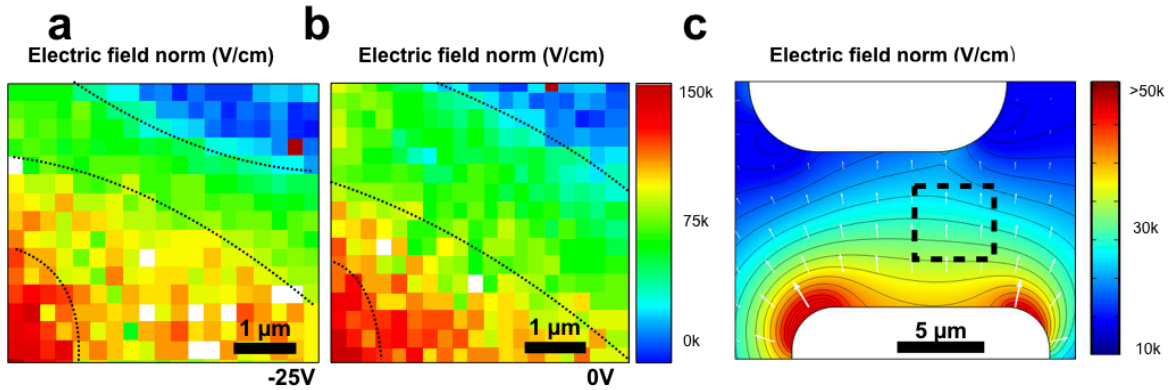 a
Electric field norm (V/cm)
1 µm
-25V
b
Electric field norm (V/cm)
1 µm
0V
150k
75k
0k
c
Electric field norm (V/cm)
5 µm
>50k
30k
10k